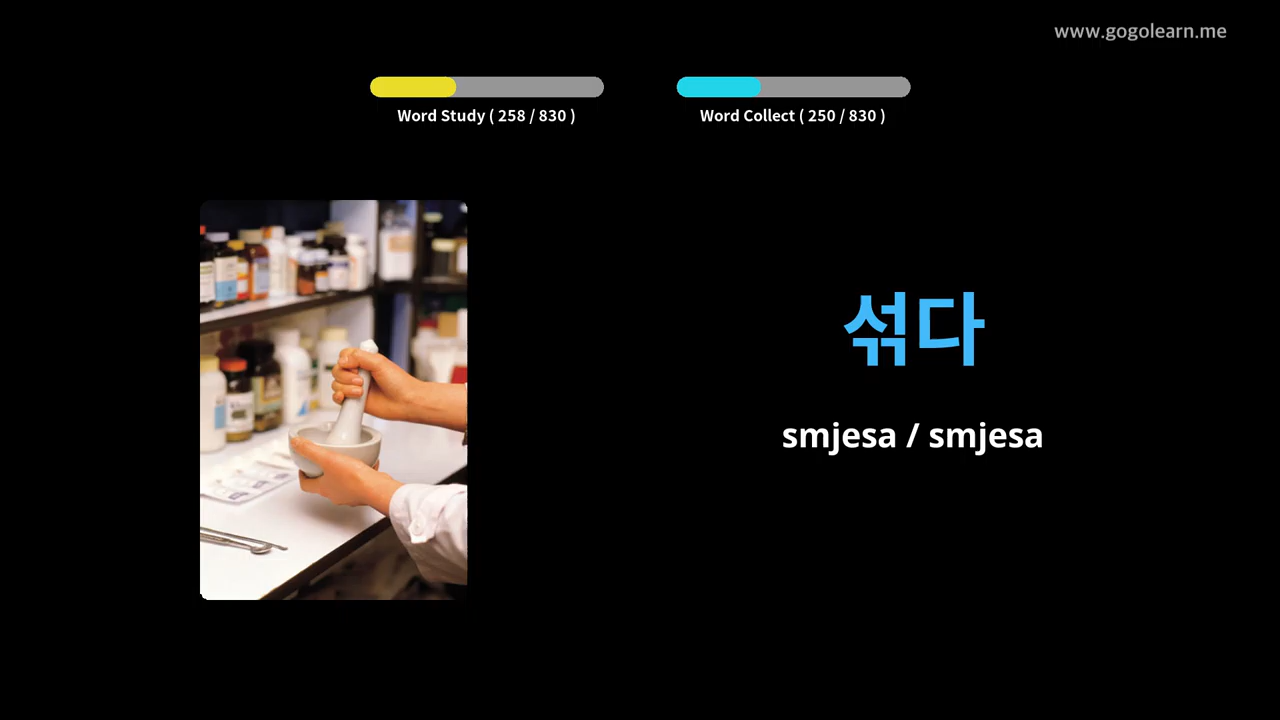 www.gogolearn.me
Word Study ( 258 / 830 )
Word Collect ( 250 / 830 )
섞다
smjesa / smjesa